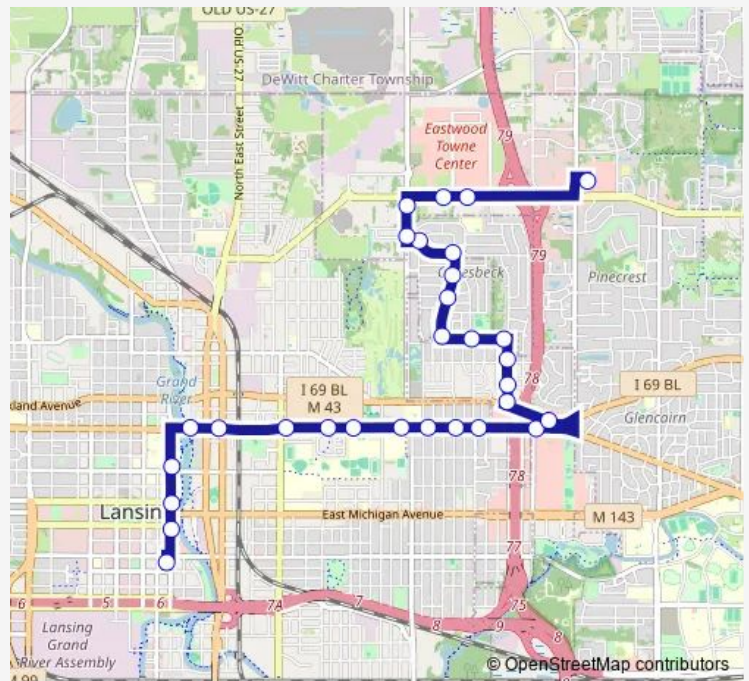 OLD US-27
Old US 27
DeWitt Charter Township
North East Street
Eastwood
Towne
Center
79
79
Pinecrest
Grand
River
I 69 BL
M 43
78
I 69 BL
Glencairn
78
Lansin
East Michigan Avenue
M 143
77
6
5
6
7A
7
75
8
9
8
Lansing
Grand
River Assembly
© OpenStreetMap contributors